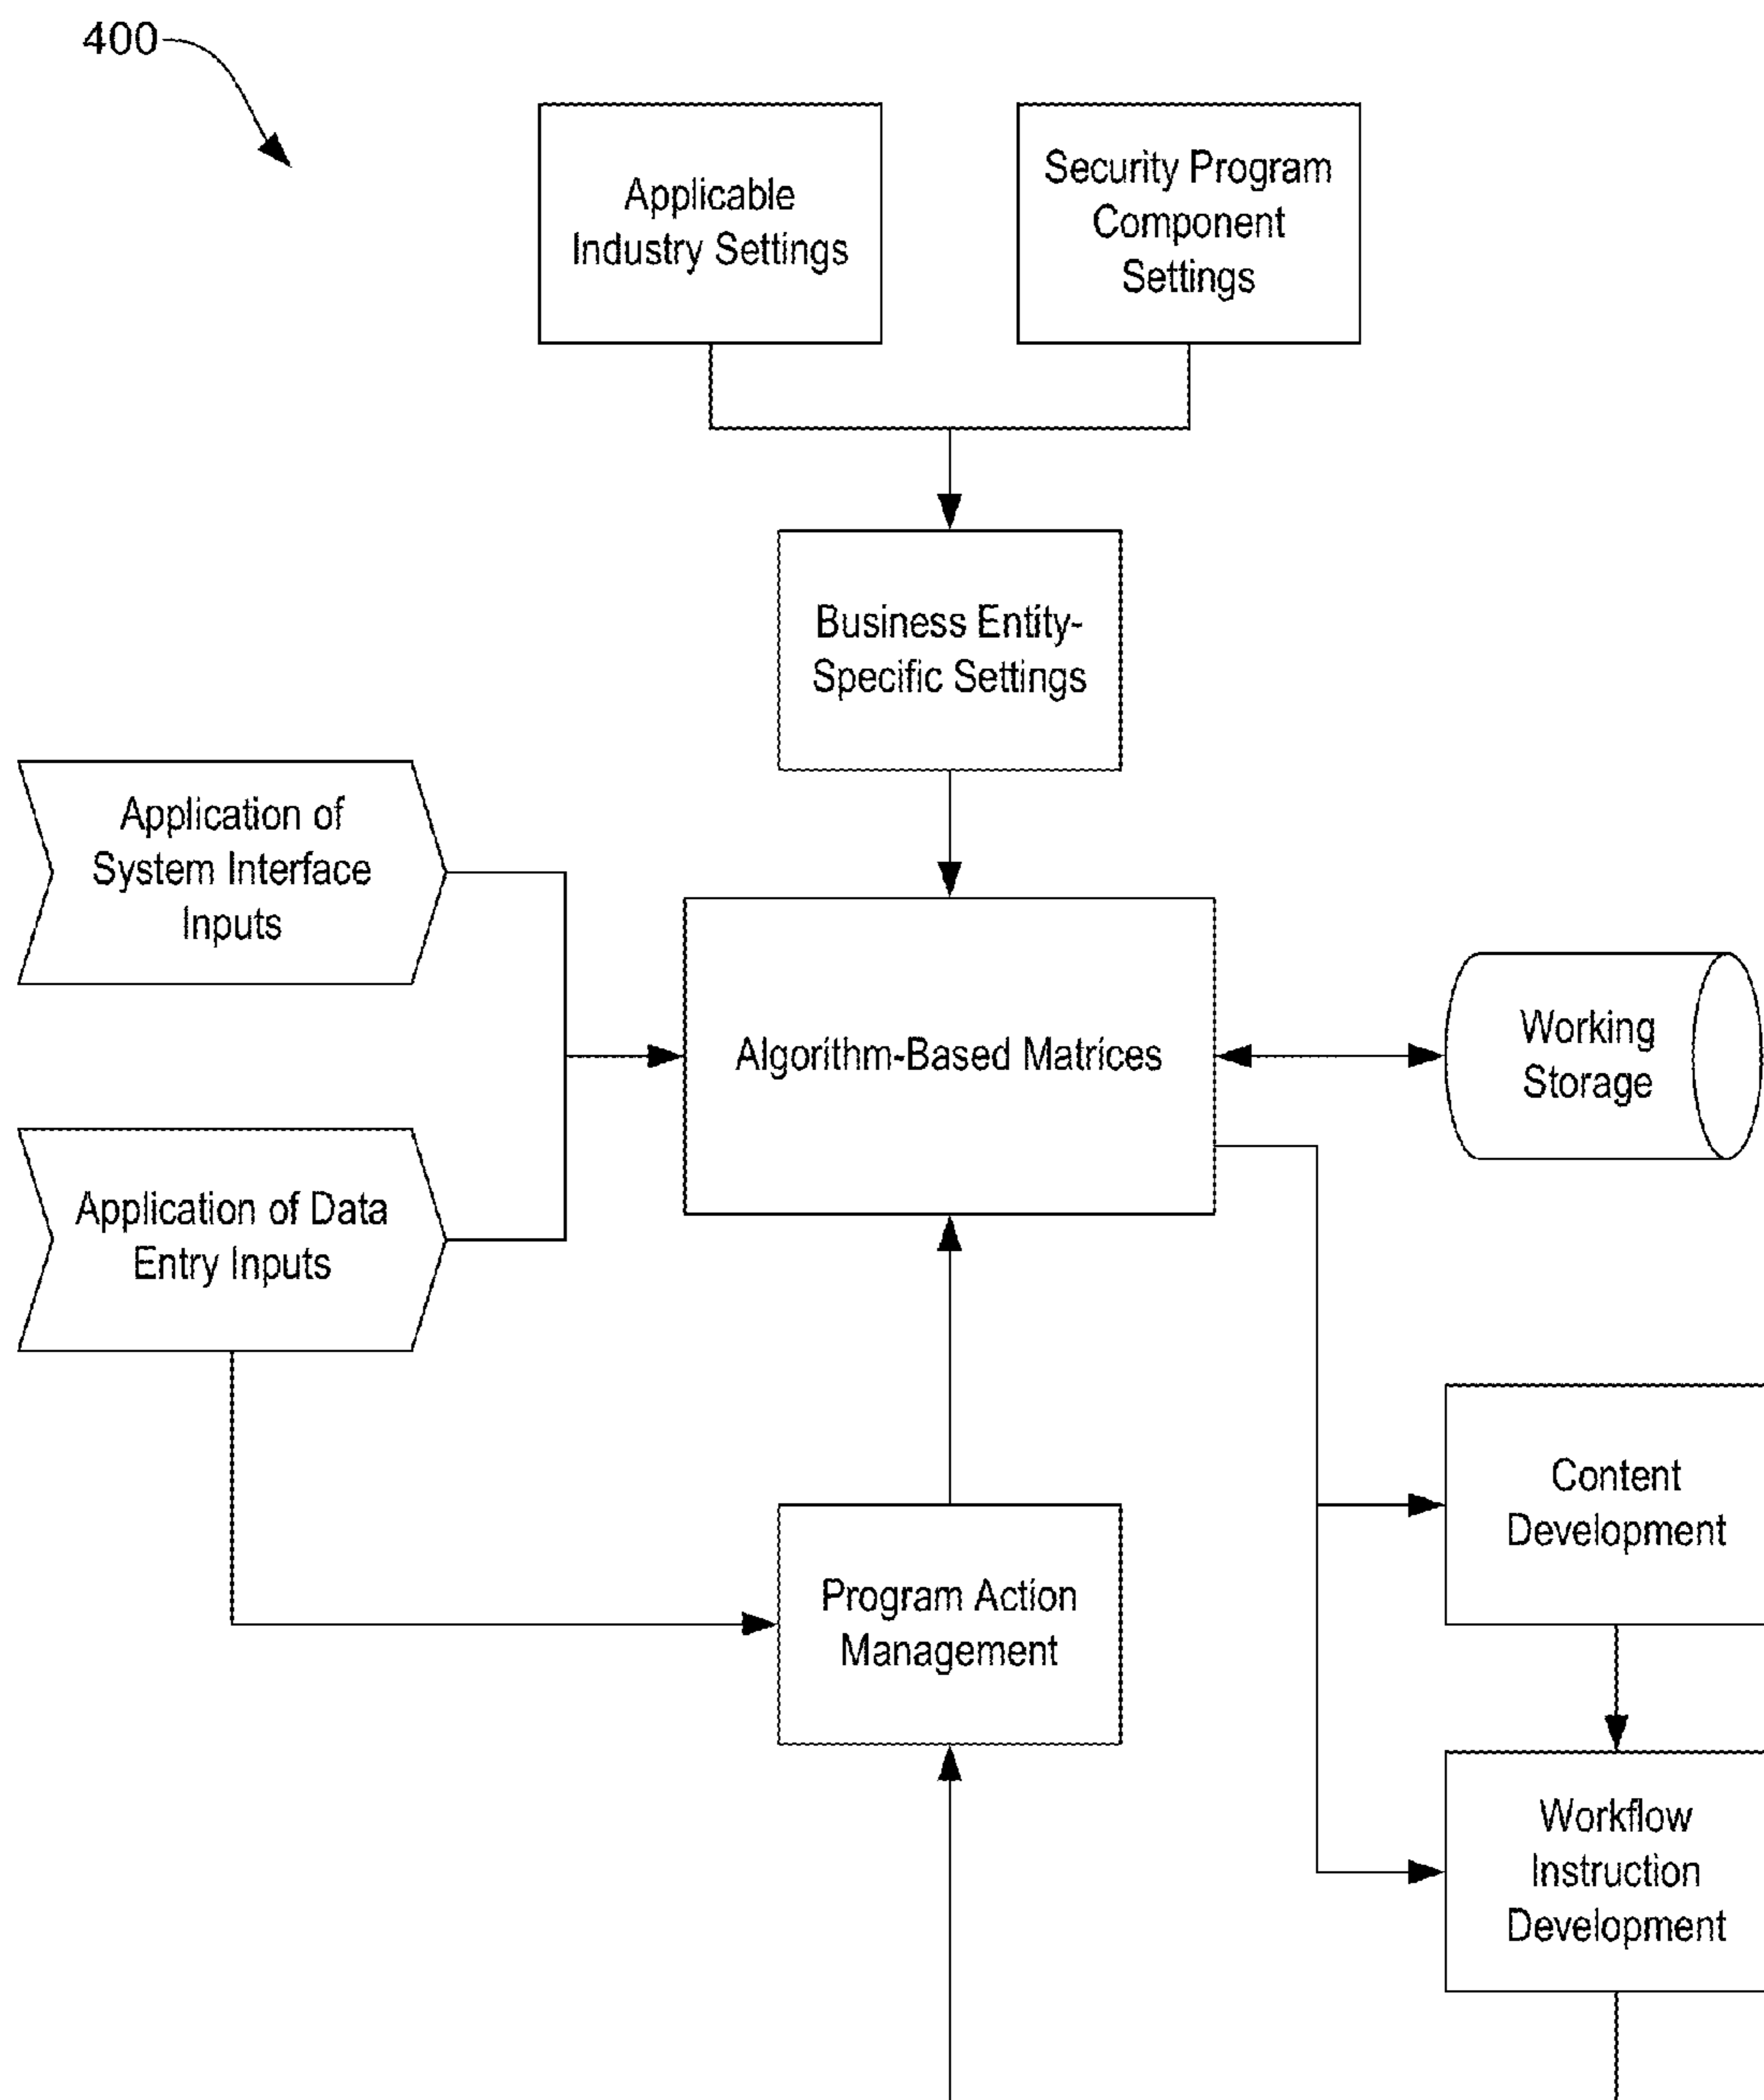 400
Applicable
Industry Settings
Security Program
Component
Settings
Business Entity-
Specific Settings
Application of
System Interface
Inputs
Algorithm-Based Matrices
Working
Storage
Application of Data
Entry Inputs
Content
Development
Program Action
Management
Workflow
Instruction
Development